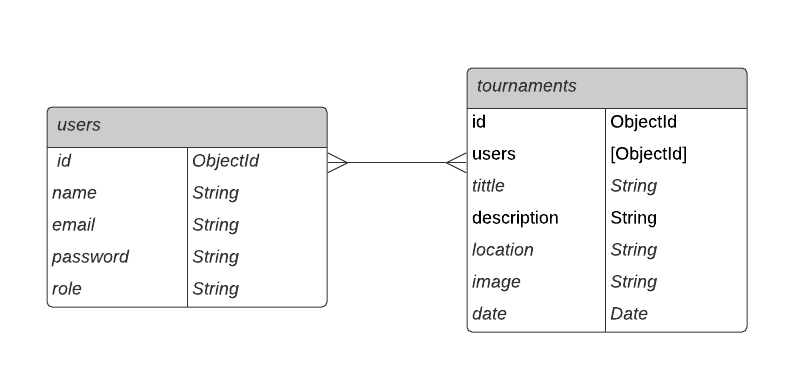 users
id ObjectId
name String
email String
password String
role String
tournaments
id ObjectId
users [ObjectId]
tittle String
description String
location String
image String
date Date